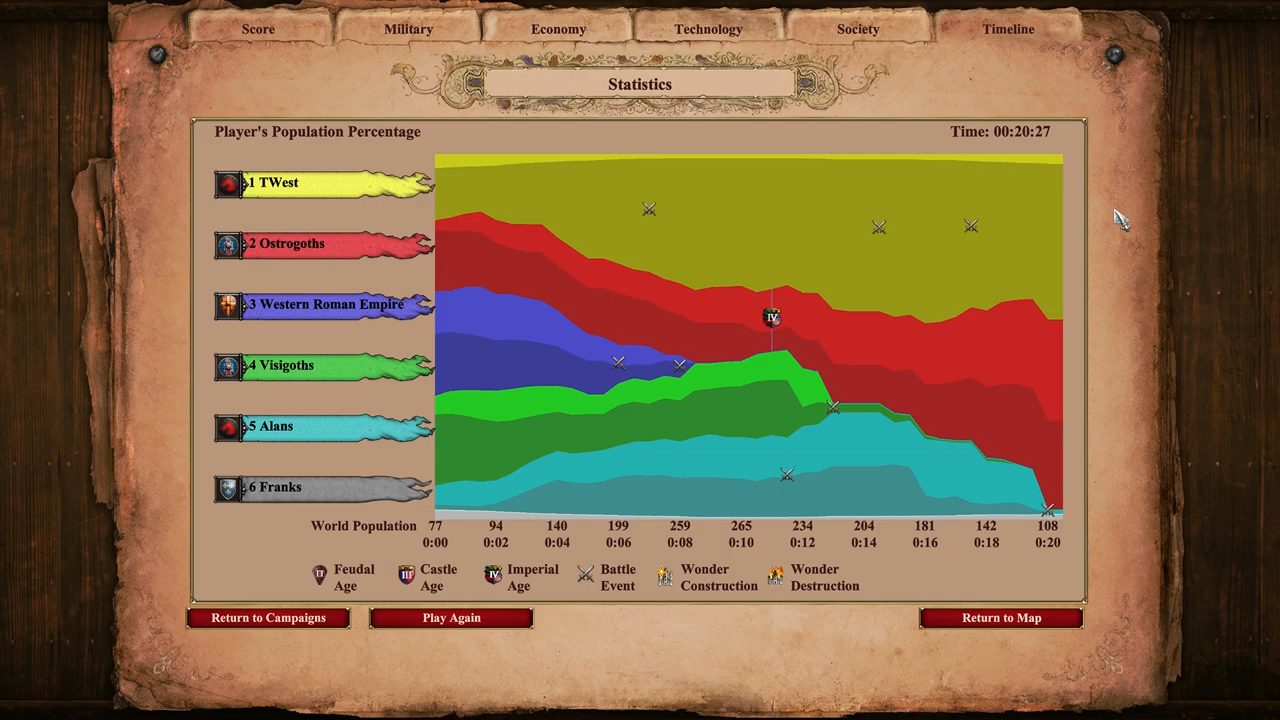 Score Military Economy Technology Society Timeline
Statistics
Player's Population Percentage
Time: 00:20:27
1 TWest
2 Ostrogoths
3 Western Roman Empire
4 Visigoths
5 Alans
6 Franks
World Population 77 94 140 199 259 265 234 204 181 142 108
0:00 0:02 0:04 0:06 0:08 0:10 0:12 0:14 0:16 0:18 0:20
II Feudal Age
III Castle Age
IV Imperial Age
Battle Event
Wonder Construction
Wonder Destruction
IV
Return to Campaigns
Play Again
Return to Map